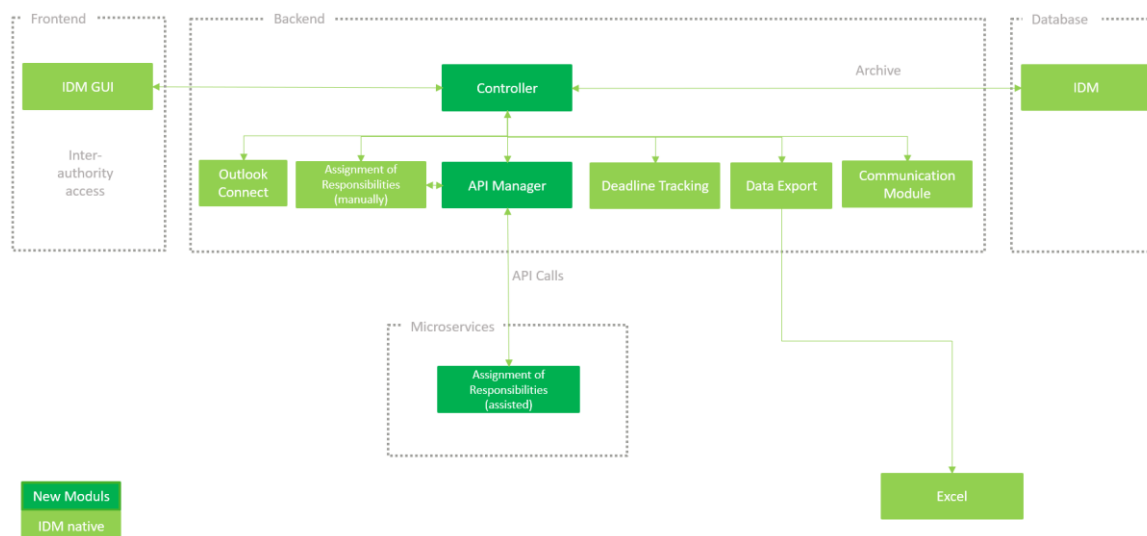 Frontend
Backend
Database
IDM GUI
Controller
Archive
IDM
Inter-
authority
access
Outlook
Connect
Assignment of
Responsibilities
(manually)
API Manager
Deadline Tracking
Data Export
Communication
Module
API Calls
Microservices
Assignment of
Responsibilities
(assisted)
New Moduls
IDM native
Excel